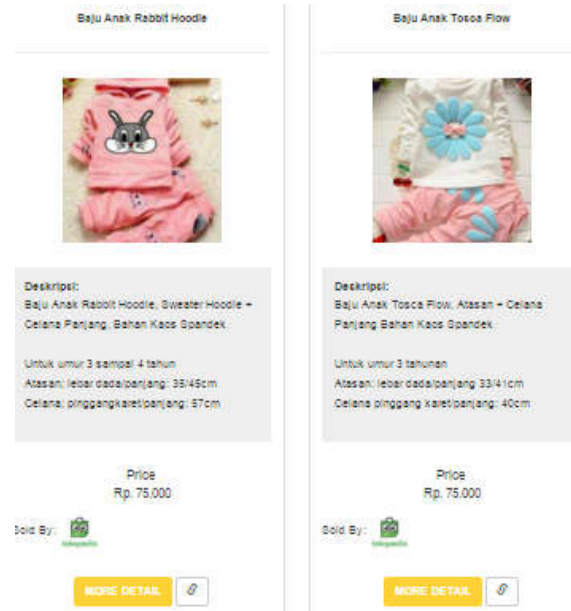 Baju Anak Rabbit Hoodie
Deskripsi:
Baju Anak Rabbit Hoodie, Sweater Hoodie +
Celana Panjang, Bahan Kaos Spandek
Untuk umur 3 sampai 4 tahun
Atasan: lebar dada/panjang: 35/45cm
Celana: pinggangkaret/panjang: 57cm
Price
Rp. 75.000
Sold By:
tokopedia
MORE DETAIL
Baju Anak Tosca Flow
Deskripsi:
Baju Anak Tosca Flow, Atasan + Celana
Panjang Bahan Kaos Spandek
Untuk umur 3 tahunan
Atasan: lebar dada/panjang 33/41cm
Celana pinggang karet/panjang: 40cm
Price
Rp. 75.000
Sold By:
tokopedia
MORE DETAIL